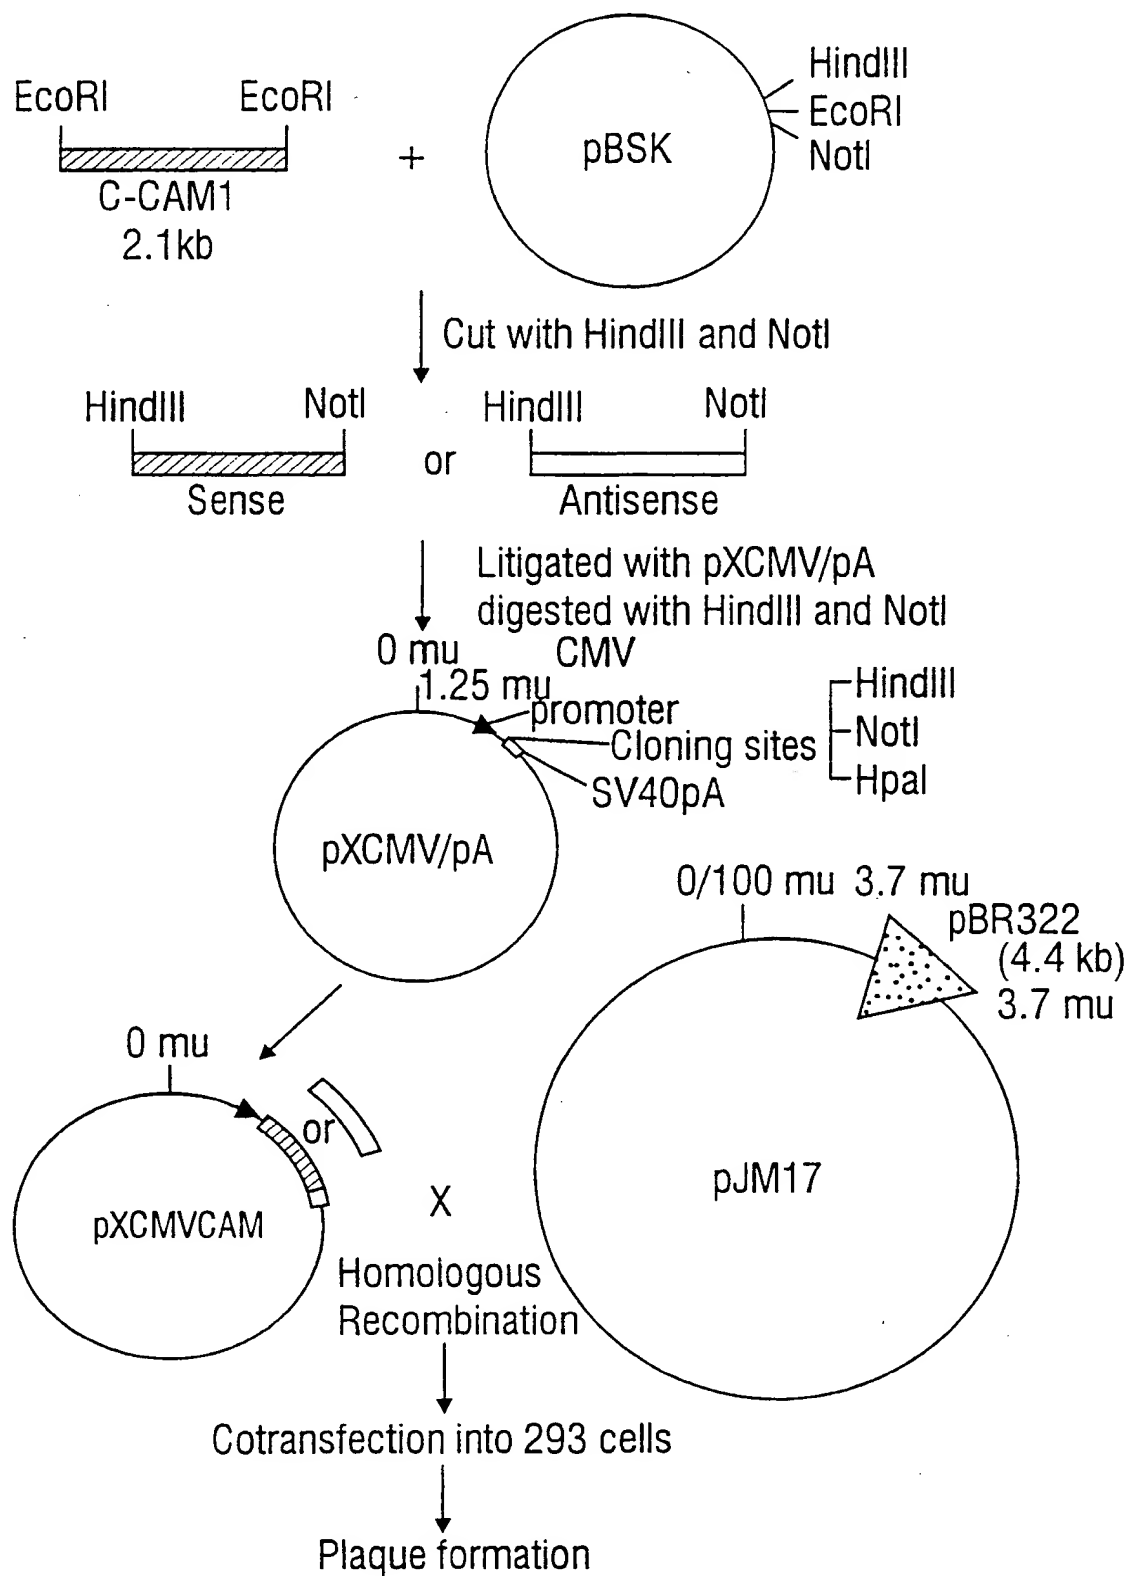 EcoRI EcoRI
C-CAM1
2.1kb
+
pBSK
HindIII
EcoRI
NotI
Cut with HindIII and NotI
HindIII NotI
Sense
or
HindIII NotI
Antisense
Litigated with pXCMV/pA
digested with HindIII and NotI
0 mu
1.25 mu
CMV
promoter
Cloning sites
HindIII
NotI
HpaI
SV40pA
pXCMV/pA
0/100 mu 3.7 mu
pBR322
(4.4 kb)
3.7 mu
pJM17
0 mu
or
pXCMVCAM
X
Homologous
Recombination
Cotransfection into 293 cells
Plaque formation